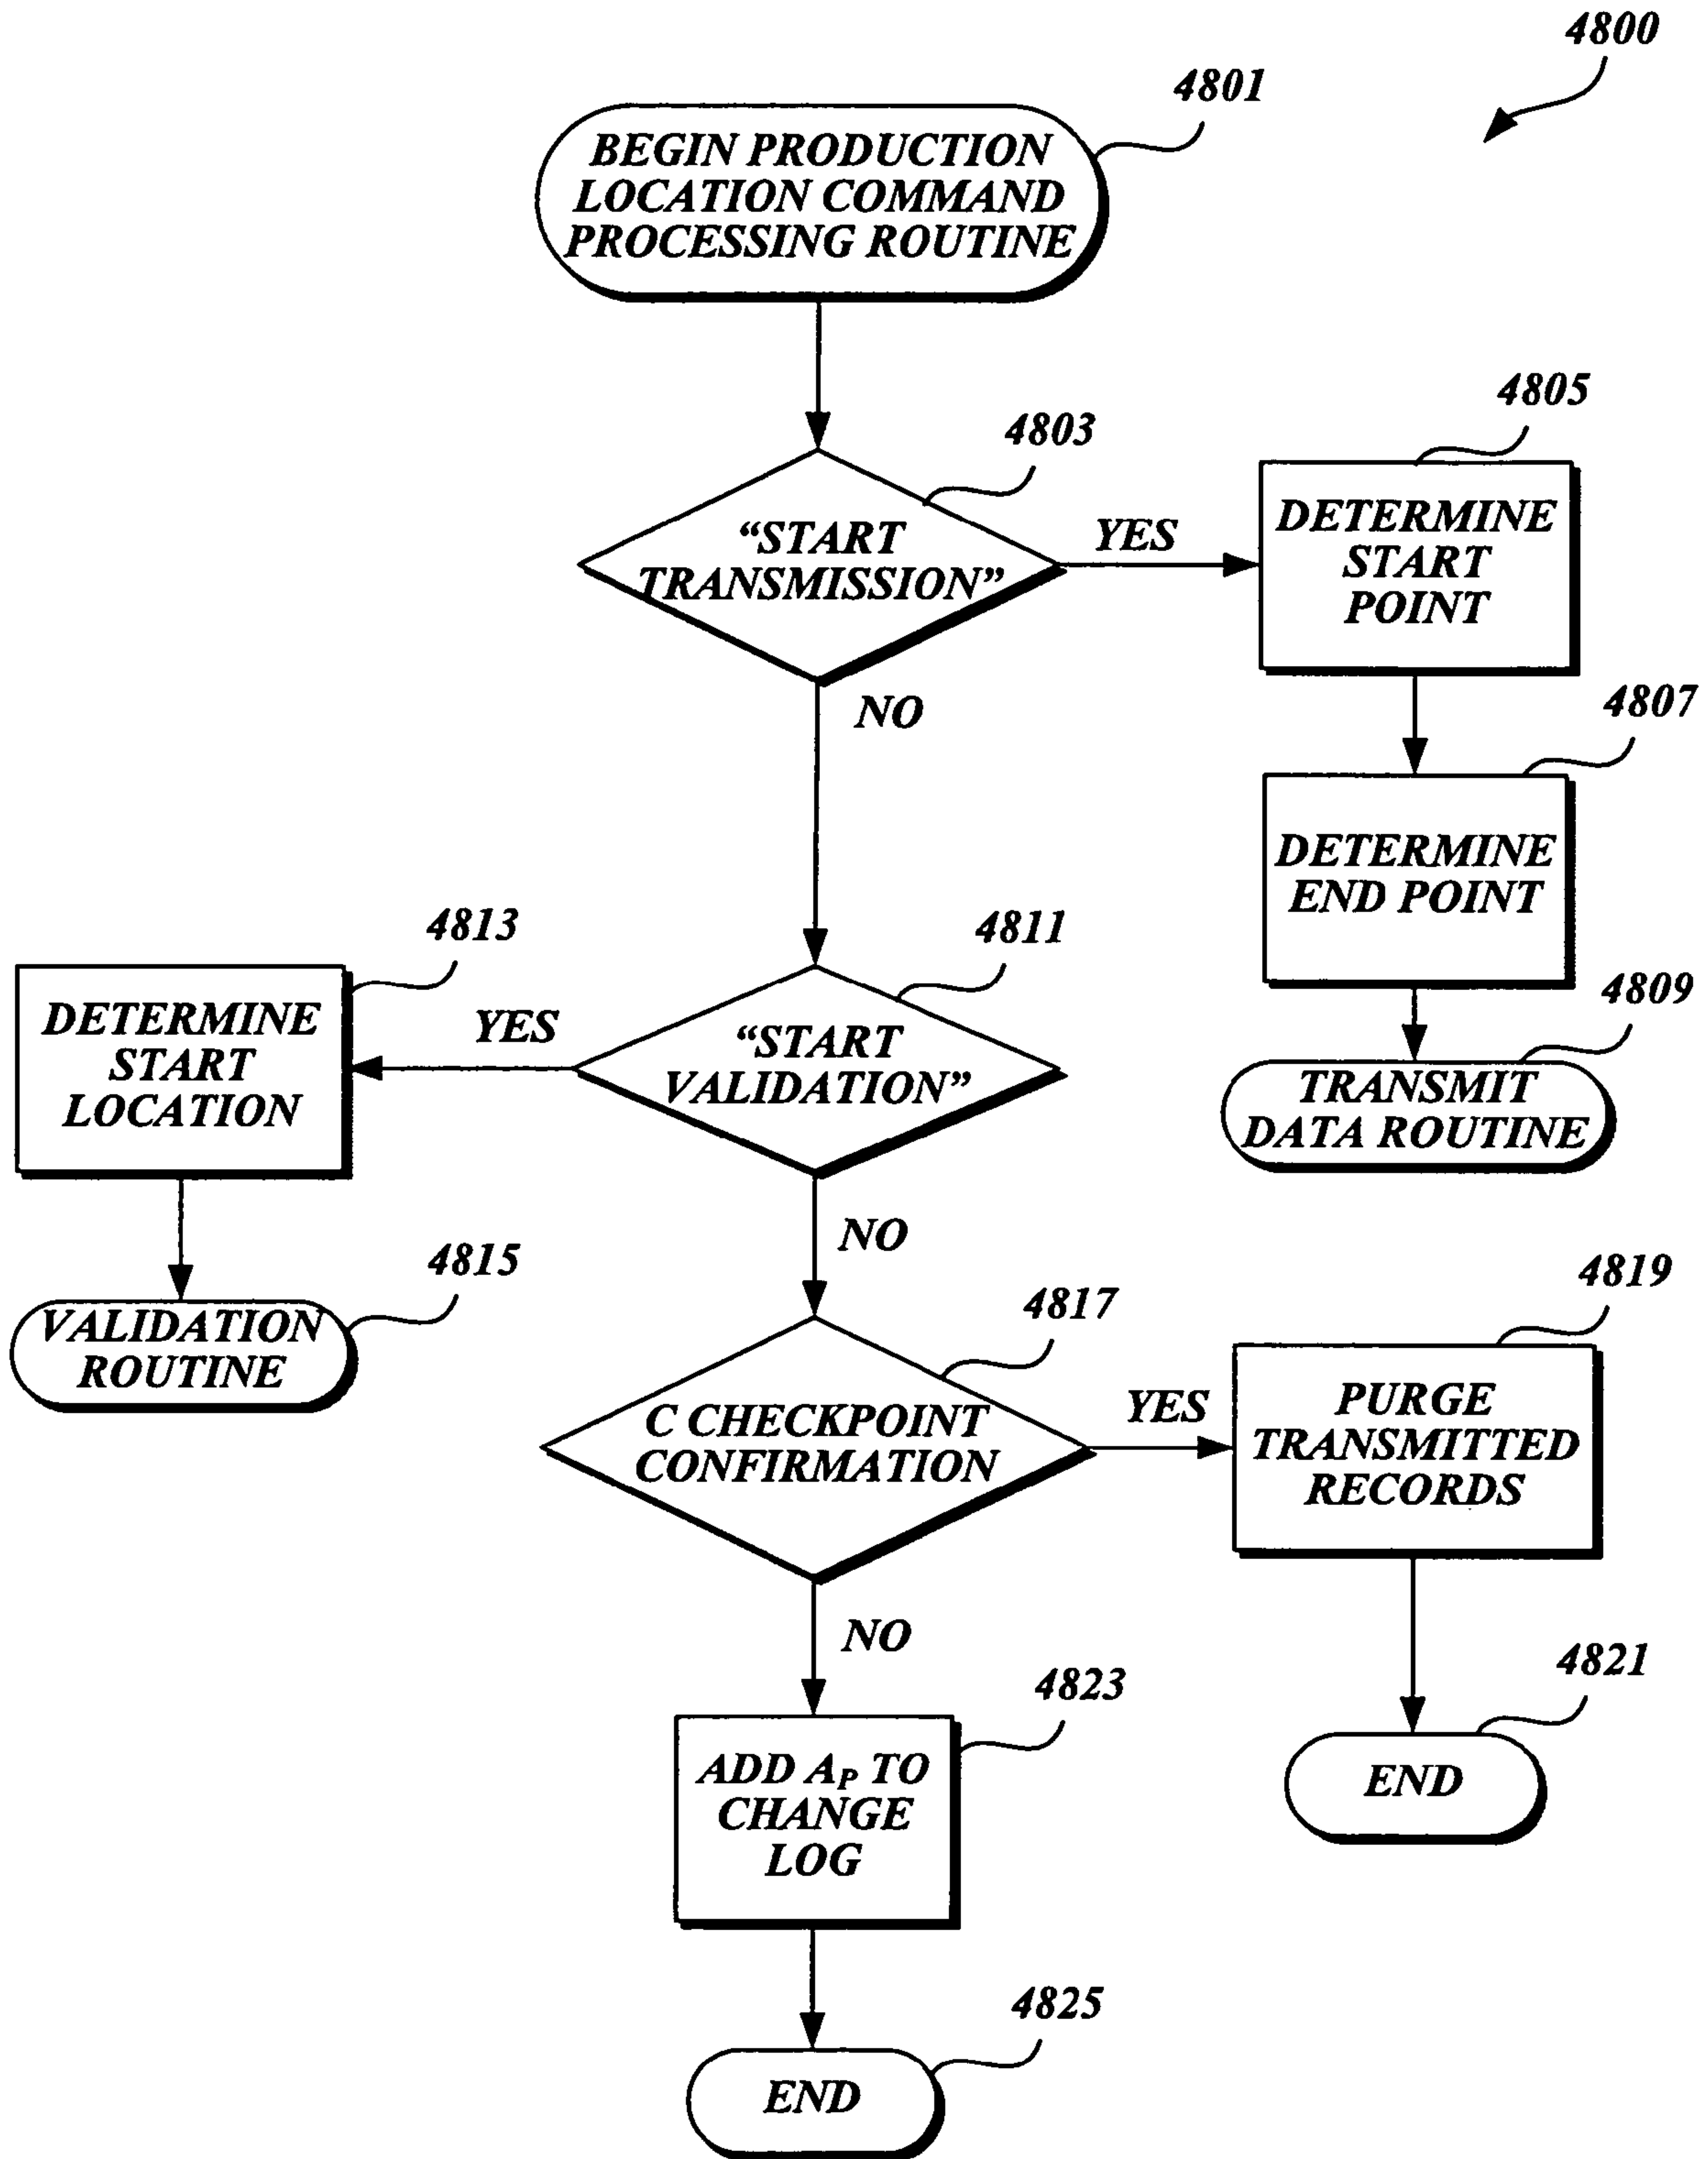 4800
4801
BEGIN PRODUCTION
LOCATION COMMAND
PROCESSING ROUTINE
4803
“START
TRANSMISSION”
YES
NO
4805
DETERMINE
START
POINT
4807
DETERMINE
END POINT
4809
TRANSMIT
DATA ROUTINE
4811
“START
VALIDATION”
YES
NO
4813
DETERMINE
START
LOCATION
4815
VALIDATION
ROUTINE
4817
C CHECKPOINT
CONFIRMATION
YES
NO
4819
PURGE
TRANSMITTED
RECORDS
4821
END
4823
ADD AP TO
CHANGE
LOG
4825
END